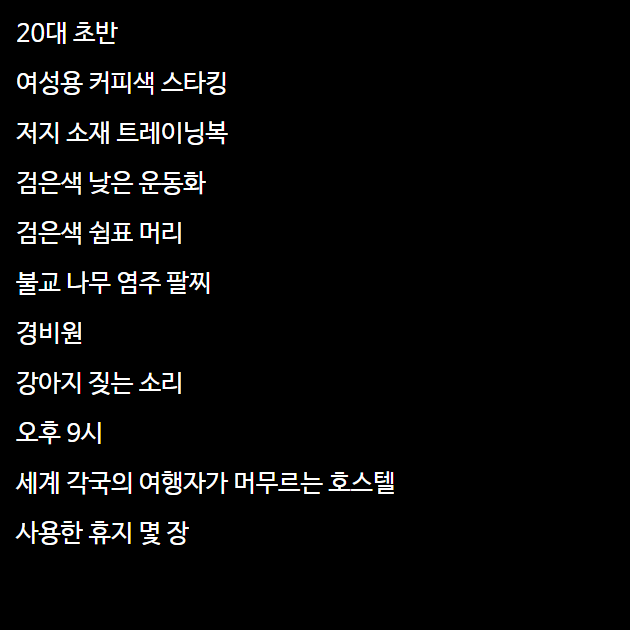 20대 초반
여성용 커피색 스타킹
저지 소재 트레이닝복
검은색 낮은 운동화
검은색 쉼표 머리
불교 나무 염주 팔찌
경비원
강아지 짖는 소리
오후 9시
세계 각국의 여행자가 머무르는 호스텔
사용한 휴지 몇 장